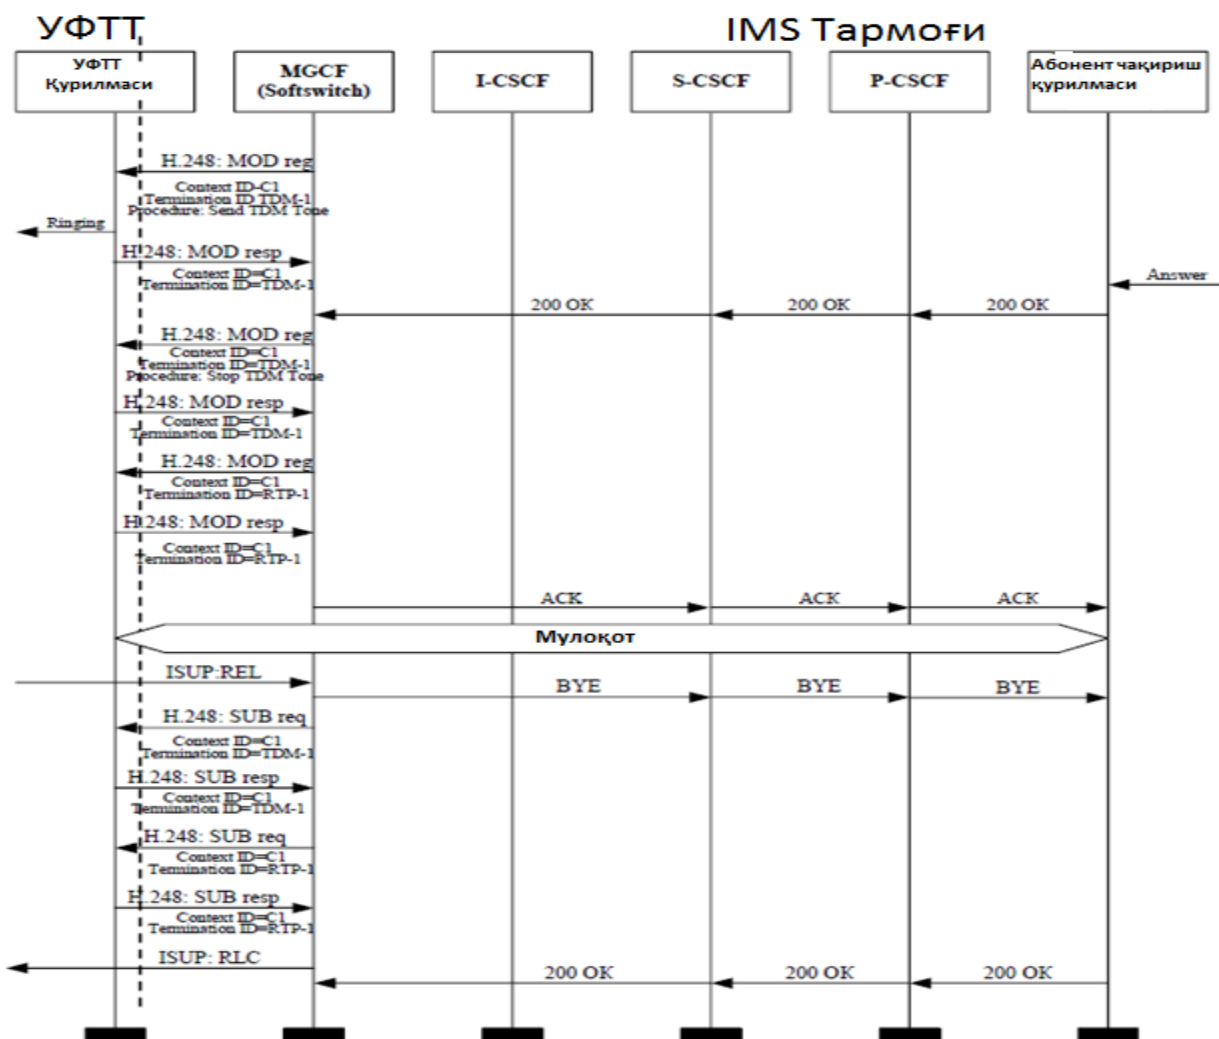 УФТТ
IMS Тармоғи
УФТТ
Қурилмаси
MGCF
(Softswitch)
I-CSCF
S-CSCF
P-CSCF
Абонент чақириш
қурилмаси
H.248: MOD reg
Context ID-C1
Termination ID TDM-1
Procedure: Send TDM Tone
Ringing
H.248: MOD resp
Context ID=C1
Termination ID=TDM-1
Answer
200 OK
200 OK
200 OK
H.248: MOD reg
Context ID=C1
Termination ID=TDM-1
Procedure: Stop TDM Tone
H.248: MOD resp
Context ID=C1
Termination ID=TDM-1
H.248: MOD reg
Context ID=C1
Termination ID=RTP-1
H.248: MOD resp
Context ID=C1
Termination ID=RTP-1
ACK
ACK
ACK
Мулоқот
ISUP:REL
BYE
BYE
BYE
H.248: SUB req
Context ID=C1
Termination ID=TDM-1
H.248: SUB resp
Context ID=C1
Termination ID=TDM-1
H.248: SUB req
Context ID=C1
Termination ID=RTP-1
H.248: SUB resp
Context ID=C1
Termination ID=RTP-1
ISUP: RLC
200 OK
200 OK
200 OK